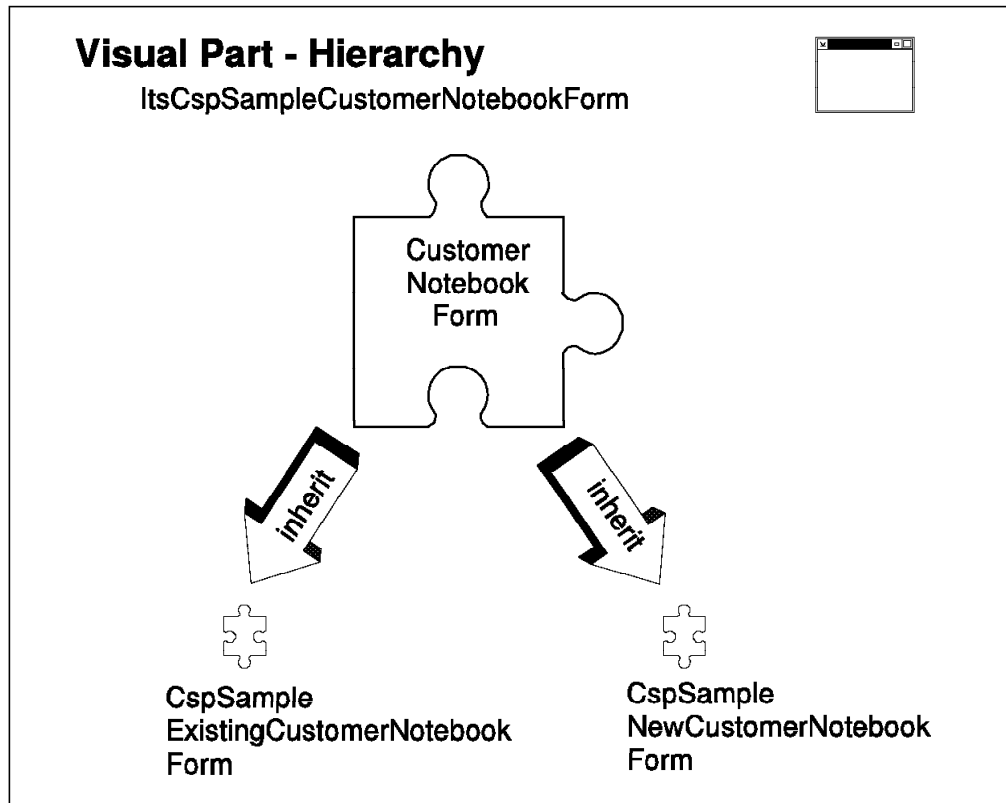 Visual Part - Hierarchy
ItsCspSampleCustomerNotebookForm
Customer
Notebook
Form
inherit
inherit
CspSample
ExistingCustomerNotebook
Form
CspSample
NewCustomerNotebook
Form